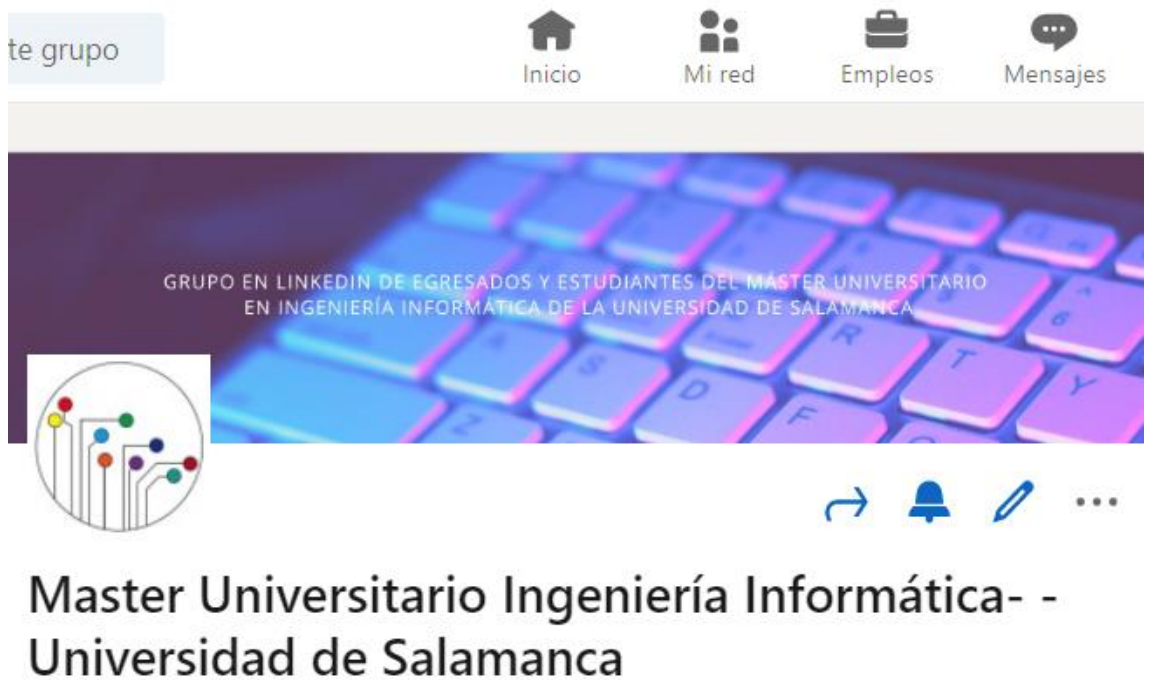 te grupo
Inicio
Mi red
Empleos
Mensajes
GRUPO EN LINKEDIN DE EGRESADOS Y ESTUDIANTES DEL MÁSTER UNIVERSITARIO
EN INGENIERÍA INFORMÁTICA DE LA UNIVERSIDAD DE SALAMANCA
6
R
T
Y
A
S
D
F
Z
Master Universitario Ingeniería Informática- -
Universidad de Salamanca